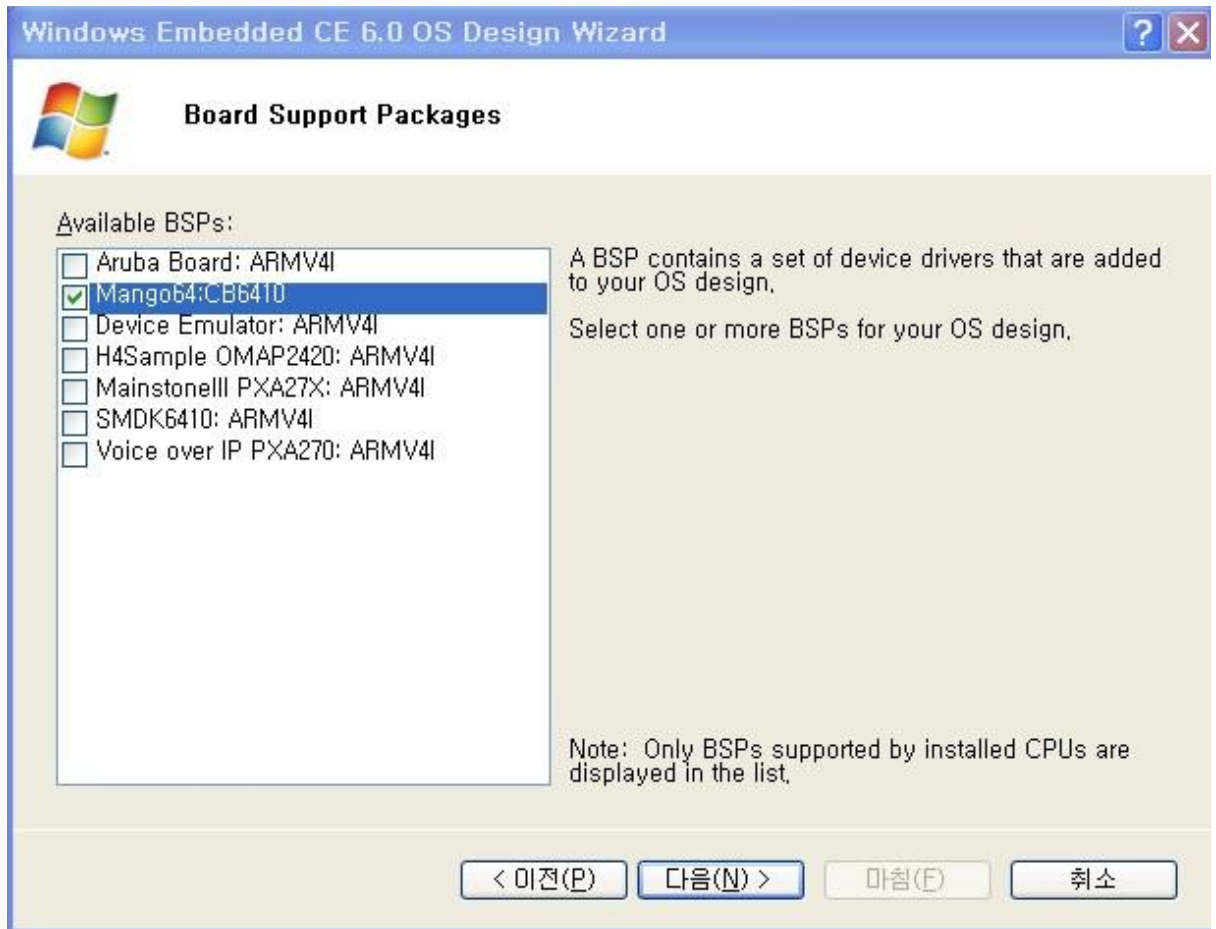 Windows Embedded CE 6.0 OS Design Wizard
Board Support Packages
Available BSPs:
Aruba Board: ARMV4I
Mango64:CB6410
Device Emulator: ARMV4I
H4Sample OMAP2420: ARMV4I
MainstoneIII PXA27X: ARMV4I
SMDK6410: ARMV4I
Voice over IP PXA270: ARMV4I
A BSP contains a set of device drivers that are added
to your OS design.
Select one or more BSPs for your OS design.
Note: Only BSPs supported by installed CPUs are
displayed in the list.
< 이전(P) 다음(N) > 마침(F) 취소